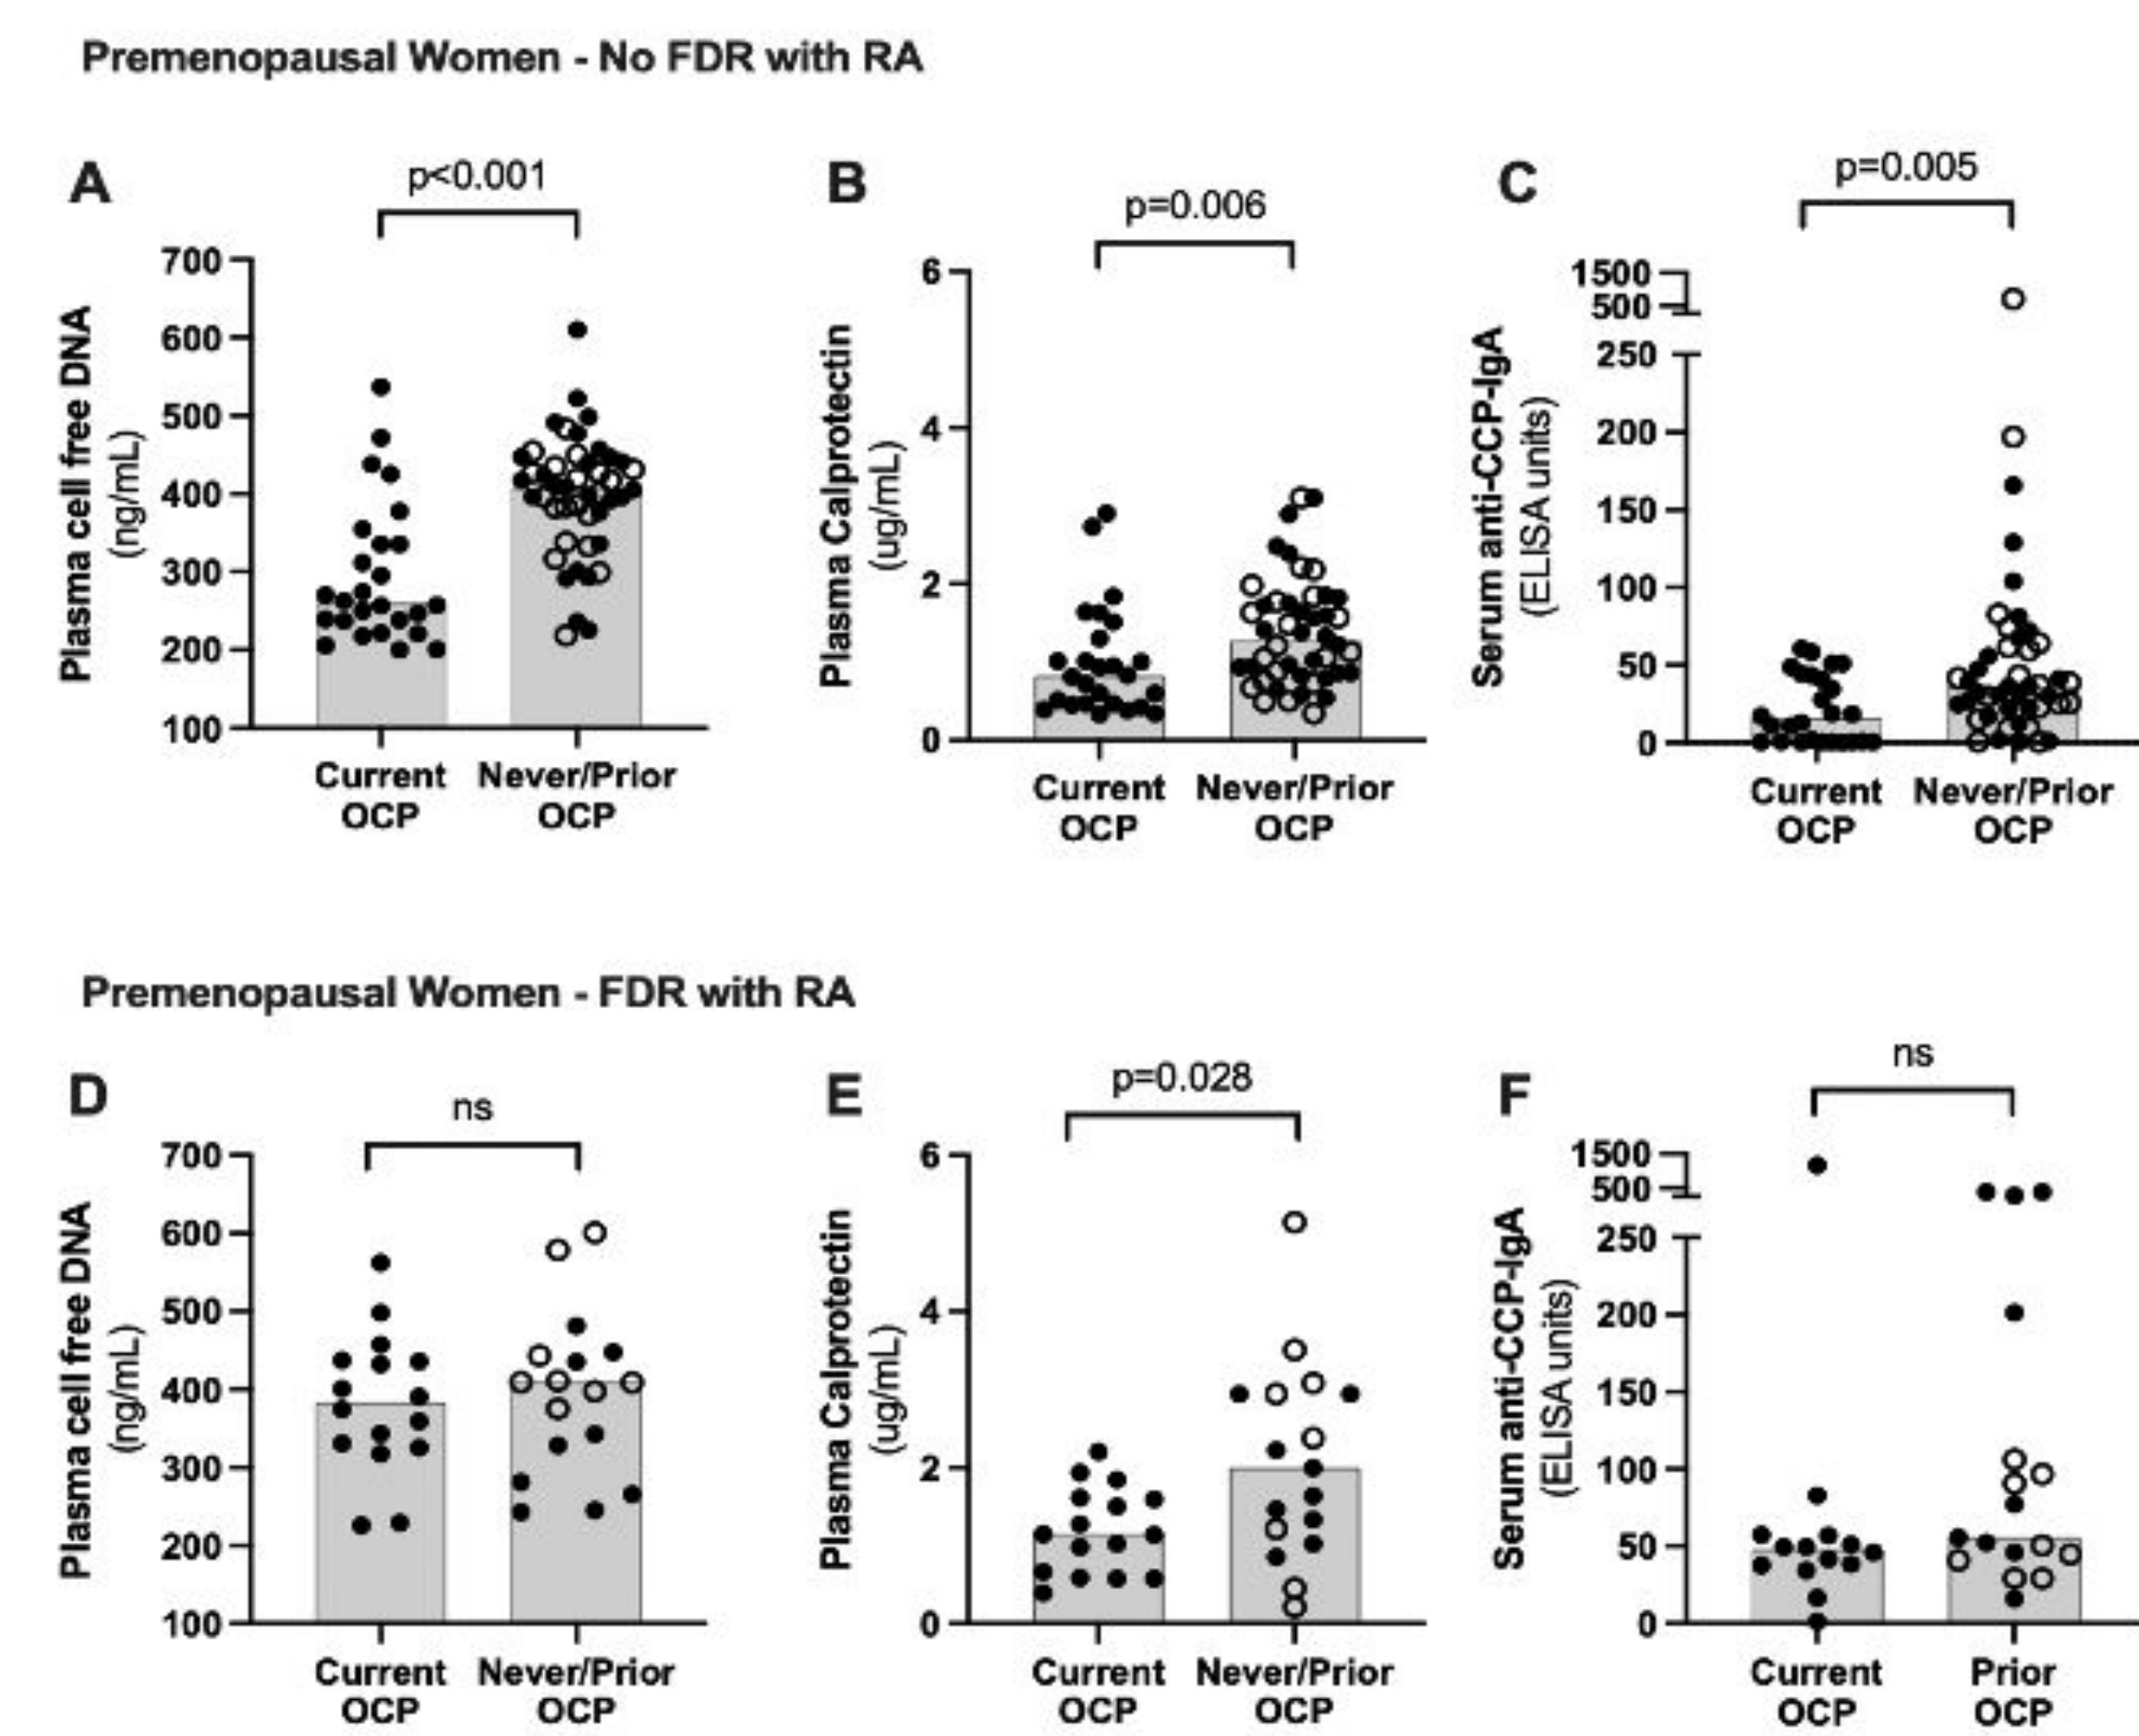 Premenopausal Women - No FDR with RA
A
p<0.001
Plasma cell free DNA
(ng/mL)
700
600
500
400
300
200
100
Current
OCP
Never/Prior
OCP
B
p=0.006
Plasma Calprotectin
(ug/mL)
6
4
2
0
Current
OCP
Never/Prior
OCP
C
p=0.005
Serum anti-CCP-IgA
(ELISA units)
1500
500
250
200
150
100
50
0
Current
OCP
Never/Prior
OCP
Premenopausal Women - FDR with RA
D
ns
Plasma cell free DNA
(ng/mL)
700
600
500
400
300
200
100
Current
OCP
Never/Prior
OCP
E
p=0.028
Plasma Calprotectin
(ug/mL)
6
4
2
0
Current
OCP
Never/Prior
OCP
F
ns
Serum anti-CCP-IgA
(ELISA units)
1500
500
250
200
150
100
50
0
Current
OCP
Prior
OCP